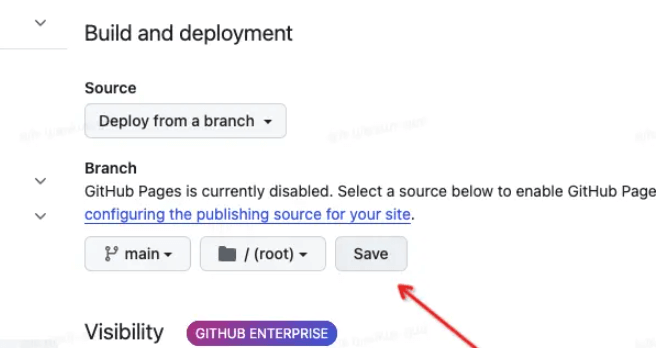 Build and deployment
Source
Deploy from a branch
Branch
GitHub Pages is currently disabled. Select a source below to enable GitHub Page
configuring the publishing source for your site.
main
/ (root)
Save
Visibility
GITHUB ENTERPRISE